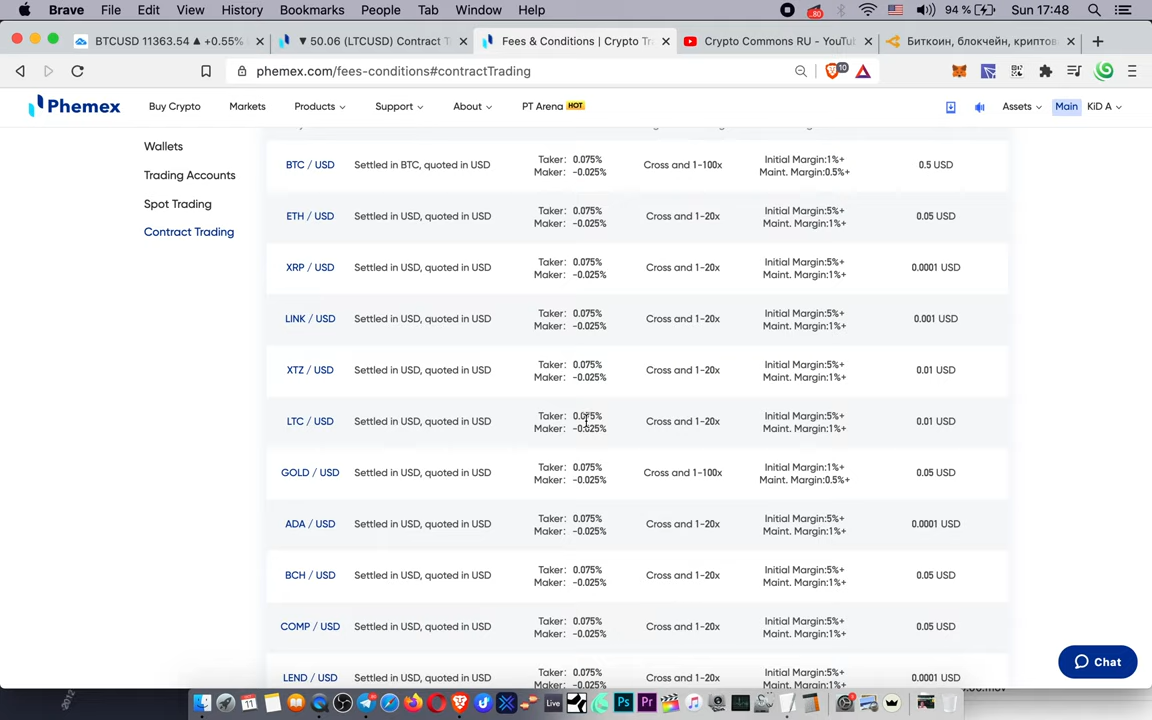 Brave File Edit View History Bookmarks People Tab Window Help 80 94 % Sun 17:48
BTCUSD 11363.54 ▲ +0.55%
▼ 50.06 (LTCUSD) Contract T
Fees & Conditions | Crypto Tr
Crypto Commons RU - YouTu
Биткоин, блокчейн, криптов
phemex.com/fees-conditions#contractTrading 10
Phemex Buy Crypto Markets Products Support About PT Arena HOT Assets Main KiD A
Wallets
Trading Accounts
Spot Trading
Contract Trading
BTC / USD Settled in BTC, quoted in USD Taker: 0.075% Cross and 1-100x Initial Margin:1%+ 0.5 USD
Maker: -0.025% Maint. Margin:0.5%+
ETH / USD Settled in USD, quoted in USD Taker: 0.075% Cross and 1-20x Initial Margin:5%+ 0.05 USD
Maker: -0.025% Maint. Margin:1%+
XRP / USD Settled in USD, quoted in USD Taker: 0.075% Cross and 1-20x Initial Margin:5%+ 0.0001 USD
Maker: -0.025% Maint. Margin:1%+
LINK / USD Settled in USD, quoted in USD Taker: 0.075% Cross and 1-20x Initial Margin:5%+ 0.001 USD
Maker: -0.025% Maint. Margin:1%+
XTZ / USD Settled in USD, quoted in USD Taker: 0.075% Cross and 1-20x Initial Margin:5%+ 0.01 USD
Maker: -0.025% Maint. Margin:1%+
LTC / USD Settled in USD, quoted in USD Taker: 0.075% Cross and 1-20x Initial Margin:5%+ 0.01 USD
Maker: -0.025% Maint. Margin:1%+
GOLD / USD Settled in USD, quoted in USD Taker: 0.075% Cross and 1-100x Initial Margin:1%+ 0.05 USD
Maker: -0.025% Maint. Margin:0.5%+
ADA / USD Settled in USD, quoted in USD Taker: 0.075% Cross and 1-20x Initial Margin:5%+ 0.0001 USD
Maker: -0.025% Maint. Margin:1%+
BCH / USD Settled in USD, quoted in USD Taker: 0.075% Cross and 1-20x Initial Margin:5%+ 0.05 USD
Maker: -0.025% Maint. Margin:1%+
COMP / USD Settled in USD, quoted in USD Taker: 0.075% Cross and 1-20x Initial Margin:5%+ 0.05 USD
Maker: -0.025% Maint. Margin:1%+
LEND / USD Settled in USD, quoted in USD Taker: 0.075% Cross and 1-20x Initial Margin:5%+ 0.0001 USD
Maker: -0.025% Maint. Margin:1%+
Chat
11 Live Ps Pr